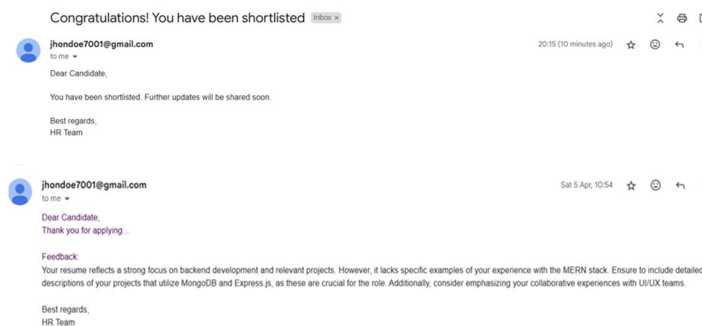 Congratulations! You have been shortlisted Inbox ×
jhondoe7001@gmail.com 20:15 (10 minutes ago)
to me
Dear Candidate,
You have been shortlisted. Further updates will be shared soon.
Best regards,
HR Team
jhondoe7001@gmail.com Sat 5 Apr, 10:54
to me
Dear Candidate,
Thank you for applying...
Feedback:
Your resume reflects a strong focus on backend development and relevant projects. However, it lacks specific examples of your experience with the MERN stack. Ensure to include detailed
descriptions of your projects that utilize MongoDB and Express.js, as these are crucial for the role. Additionally, consider emphasizing your collaborative experiences with UI/UX teams.
Best regards,
HR Team